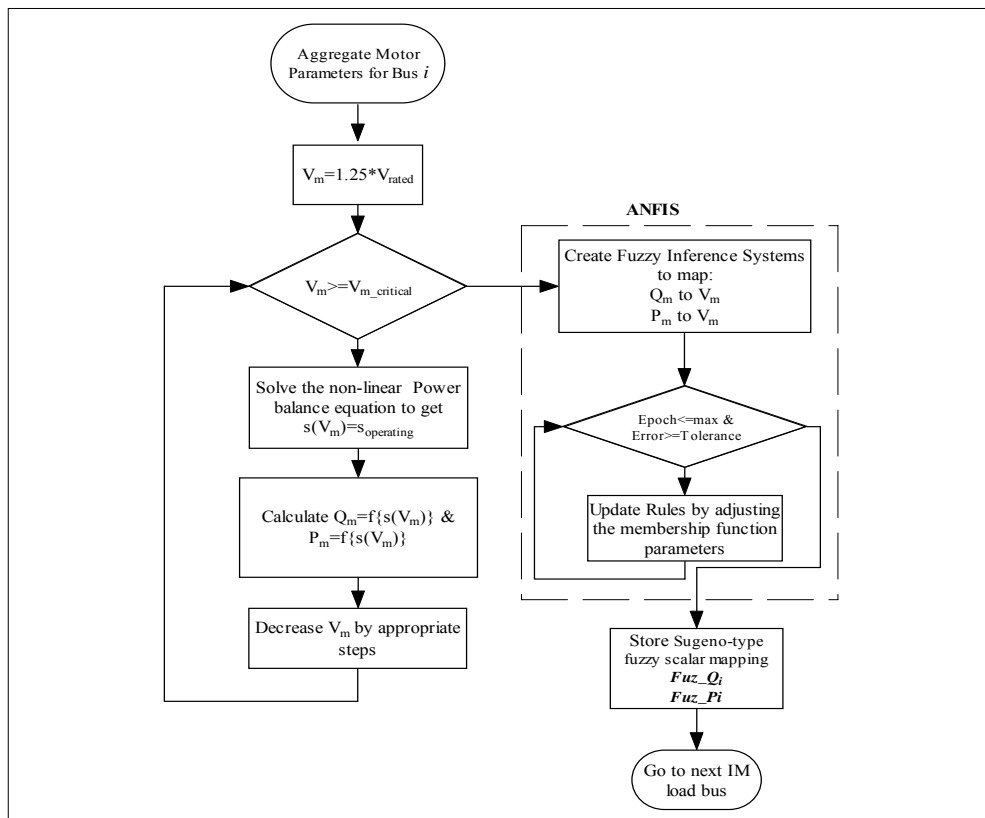 Aggregate Motor
Parameters for Bus i
Vm=1.25*Vrated
Vm>=Vm_critical
Solve the non-linear Power
balance equation to get
s(Vm)=soperating
Calculate Qm=f{s(Vm)} &
Pm=f{s(Vm)}
Decrease Vm by appropriate
steps
ANFIS
Create Fuzzy Inference Systems
to map:
Qm to Vm
Pm to Vm
Epoch<=max &
Error>=Tolerance
Update Rules by adjusting
the membership function
parameters
Store Sugeno-type
fuzzy scalar mapping
Fuz_Qi
Fuz_Pi
Go to next IM
load bus